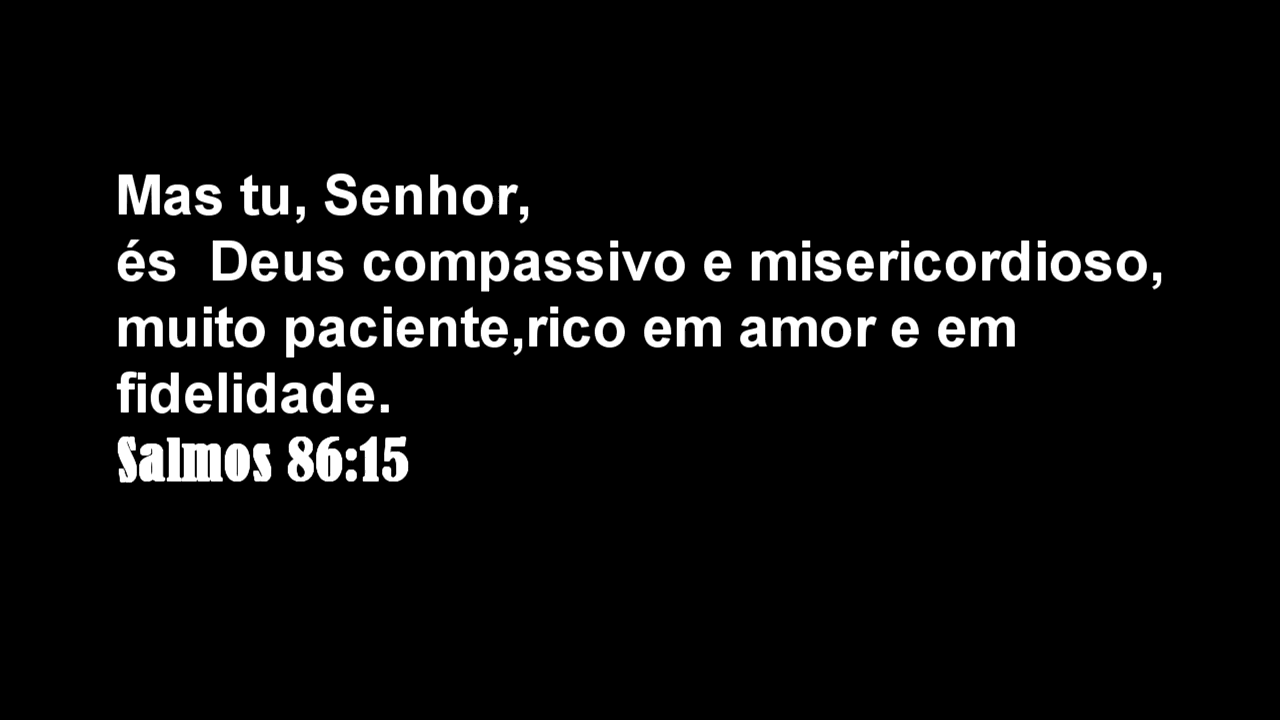 Mas tu, Senhor,
és  Deus compassivo e misericordioso,
muito paciente,rico em amor e em
fidelidade.
Salmos 86:15